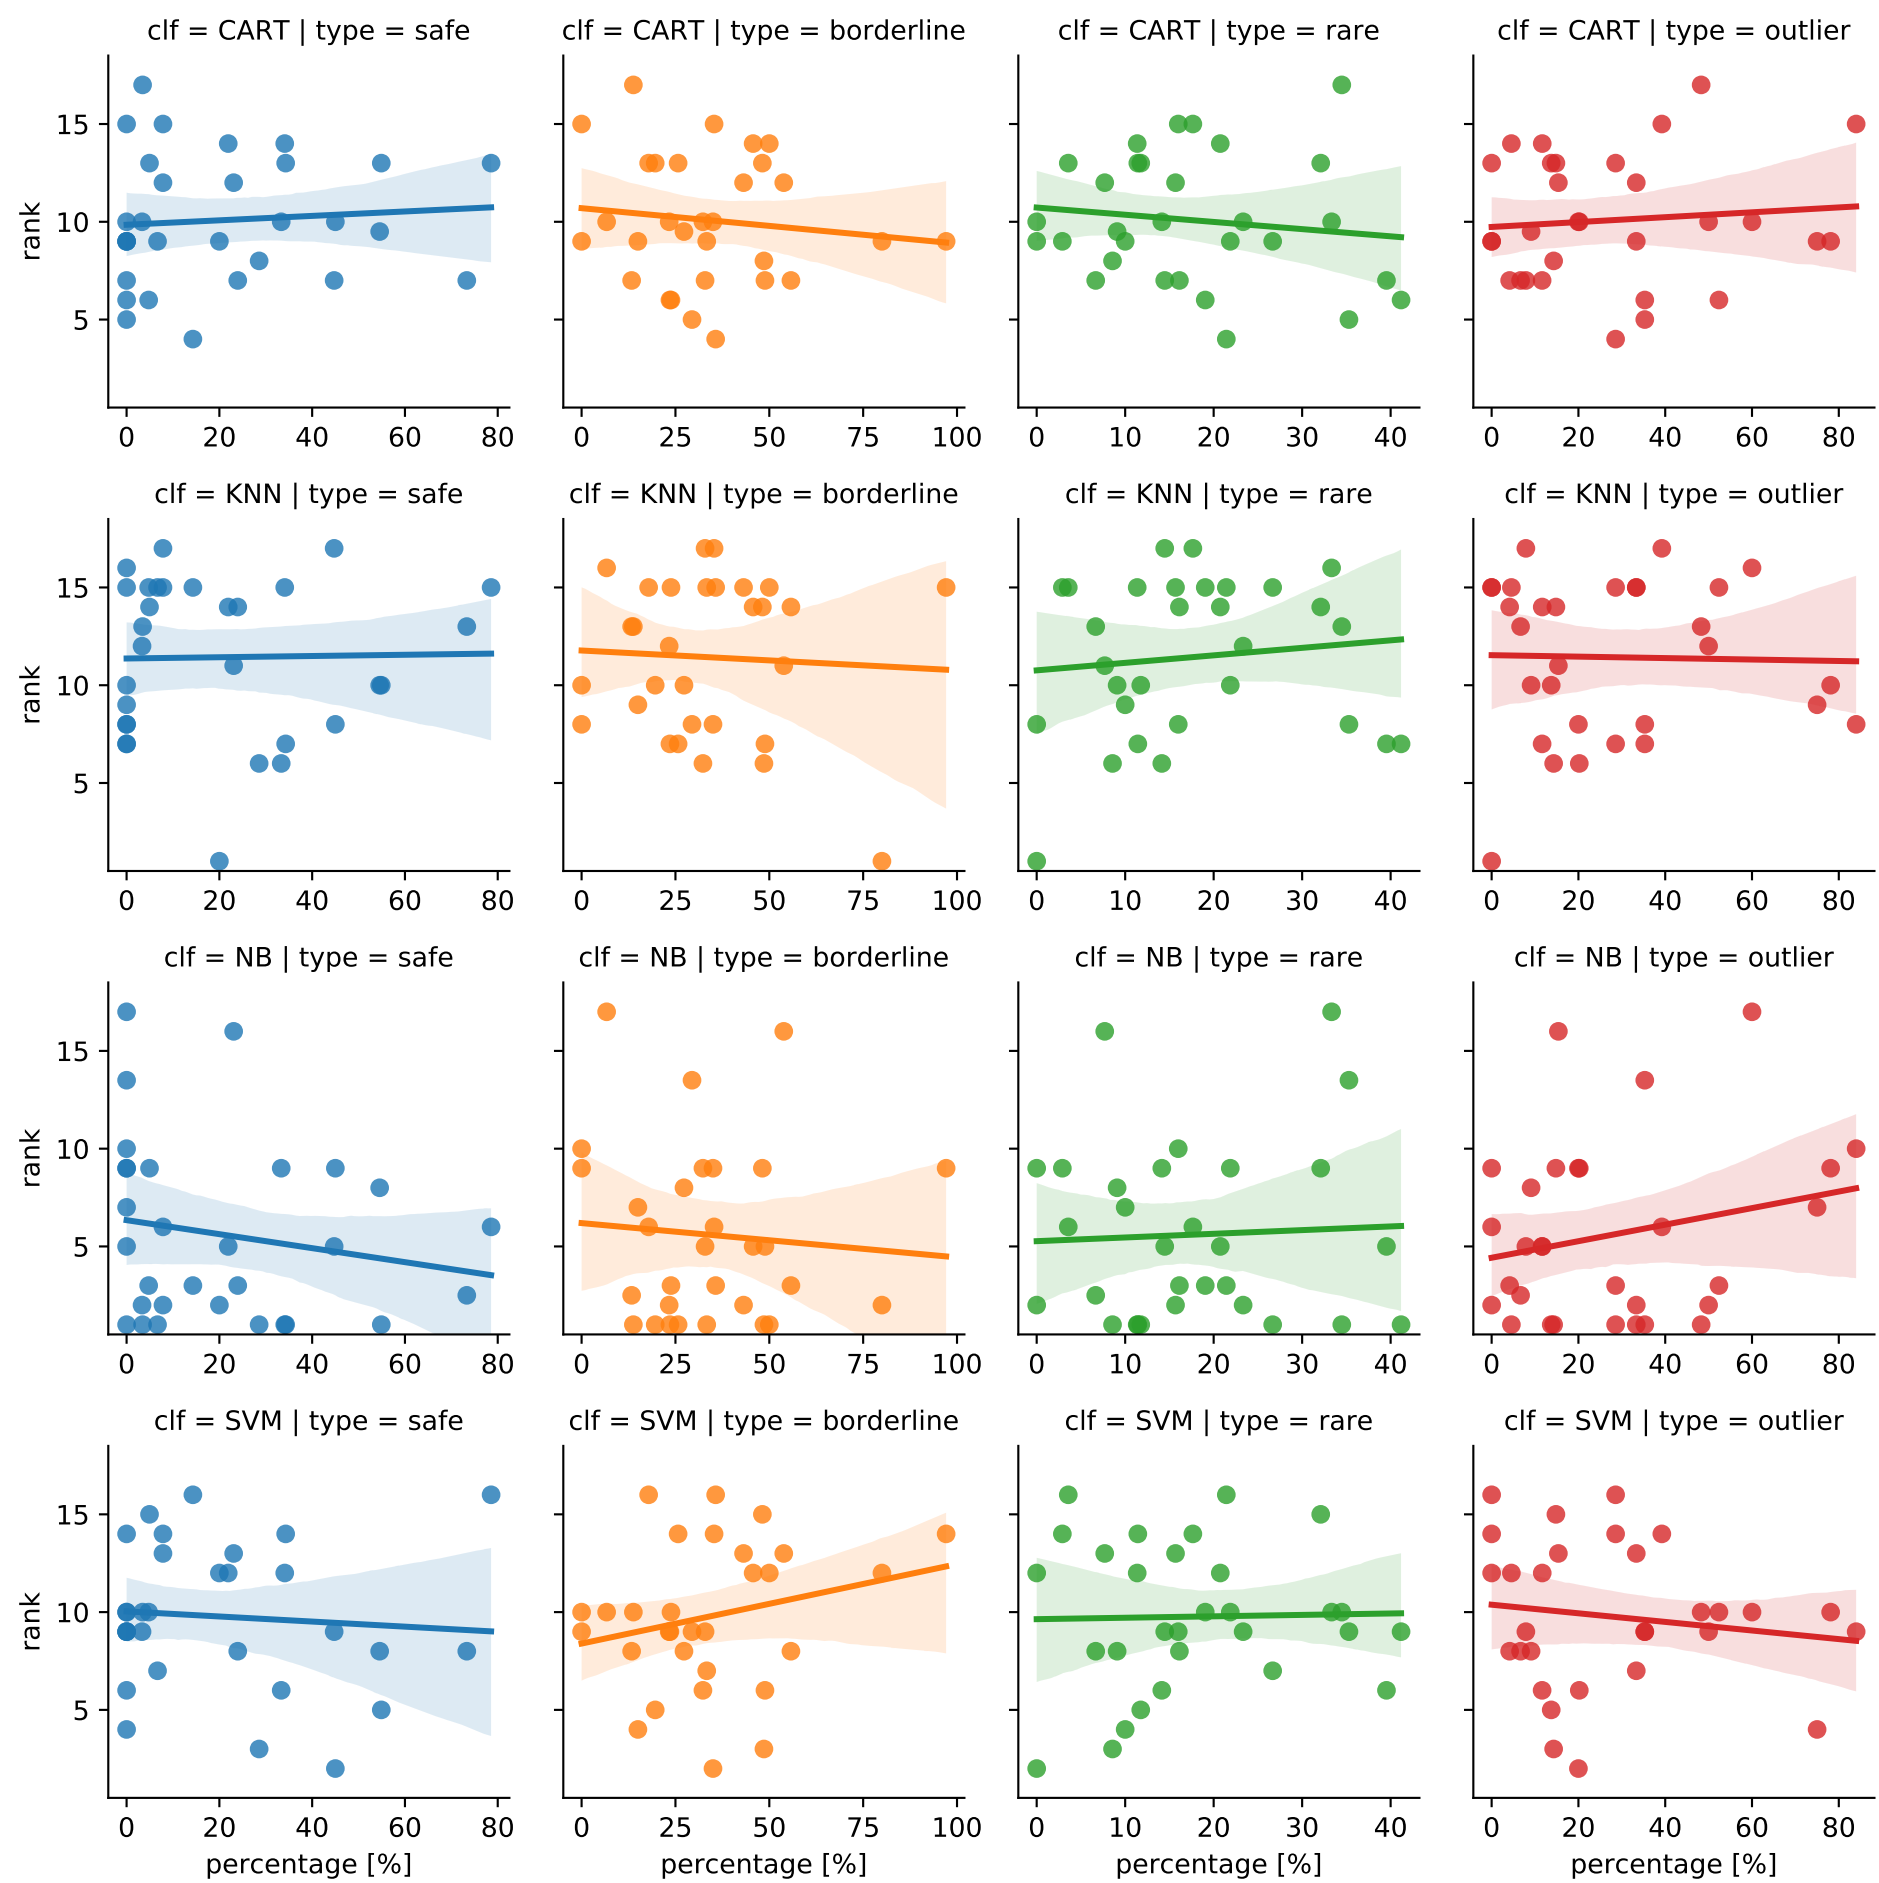 clf = CART | type = safe
clf = CART | type = borderline
clf = CART | type = rare
clf = CART | type = outlier
rank
15
10
5
0 20 40 60 80
0 25 50 75 100
0 10 20 30 40
0 20 40 60 80
clf = KNN | type = safe
clf = KNN | type = borderline
clf = KNN | type = rare
clf = KNN | type = outlier
rank
15
10
5
0 20 40 60 80
0 25 50 75 100
0 10 20 30 40
0 20 40 60 80
clf = NB | type = safe
clf = NB | type = borderline
clf = NB | type = rare
clf = NB | type = outlier
rank
15
10
5
0 20 40 60 80
0 25 50 75 100
0 10 20 30 40
0 20 40 60 80
clf = SVM | type = safe
clf = SVM | type = borderline
clf = SVM | type = rare
clf = SVM | type = outlier
rank
15
10
5
0 20 40 60 80
0 25 50 75 100
0 10 20 30 40
0 20 40 60 80
percentage [%]
percentage [%]
percentage [%]
percentage [%]